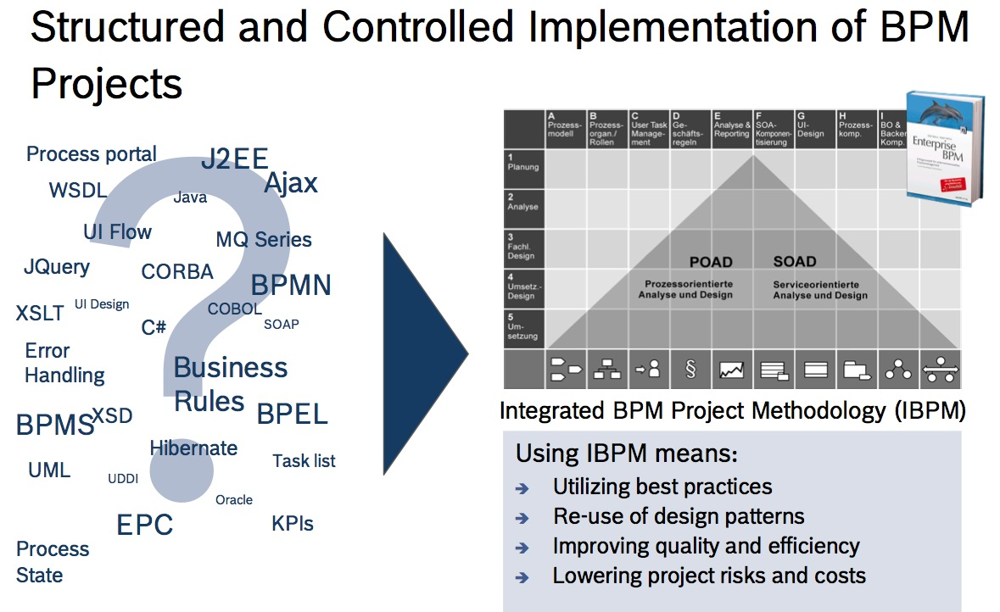 Structured and Controlled Implementation of BPM
Projects
Process portal
J2EE
WSDL
Java
Ajax
UI Flow
MQ Series
JQuery
CORBA
BPMN
XSLT
UI Design
COBOL
C#
SOAP
Error
Handling
Business
Rules
BPMS
XSD
BPEL
Hibernate
UML
UDDI
Task list
Oracle
EPC
KPIs
Process
State
A
Prozess-
modell
B
Prozess-
organ./
Rollen
C
User Task
Manage-
ment
D
Ge-
schäfts-
regeln
E
Analyse &
Reporting
F
SOA-
Komponen-
tisierung
G
UI-
Design
H
Prozess-
komp.
I
BO &
Backen
Komp.
Enterprise
BPM
1
Planung
2
Analyse
3
Fachl.
Design
4
Umsetz.-
Design
5
Um-
setzung
POAD
Prozessorientierte
Analyse und Design
SOAD
Serviceorientierte
Analyse und Design
§
Integrated BPM Project Methodology (IBPM)
Using IBPM means:
Utilizing best practices
Re-use of design patterns
Improving quality and efficiency
Lowering project risks and costs